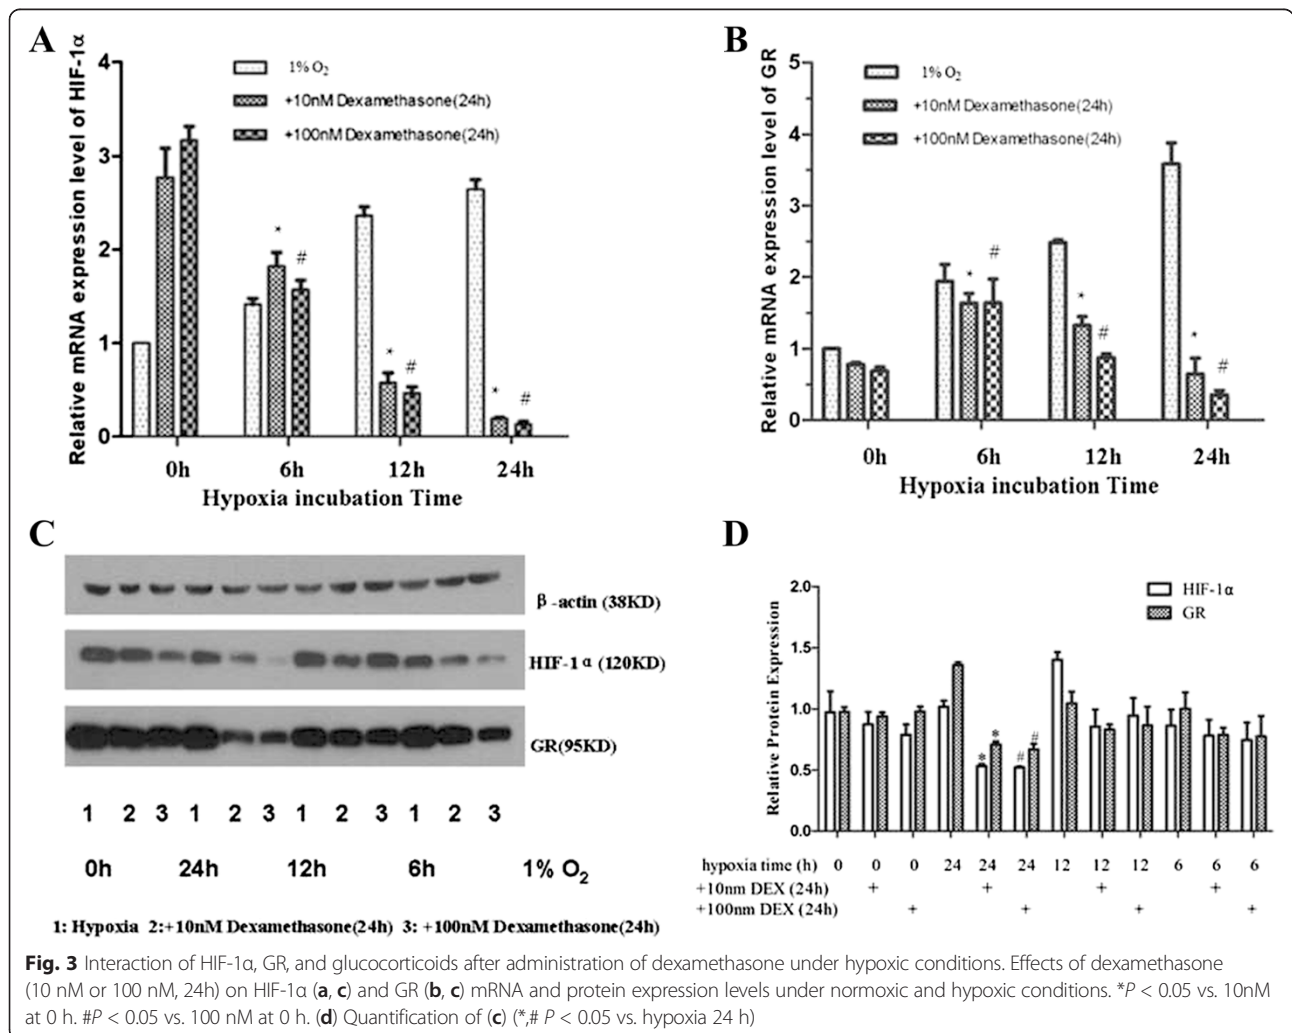 A
Relative mRNA expression level of HIF-1α
4
3
2
1
0
1% O2
+10nM Dexamethasone(24h)
+100nM Dexamethasone(24h)
*
#
*
#
*
#
0h 6h 12h 24h
Hypoxia incubation Time
B
Relative mRNA expression level of GR
5
4
3
2
1
0
1% O2
+10nM Dexamethasone(24h)
+100nM Dexamethasone(24h)
*
#
*
#
*
#
0h 6h 12h 24h
Hypoxia incubation Time
C
β-actin (38KD)
HIF-1α (120KD)
GR(95KD)
1 2 3 1 2 3 1 2 3 1 2 3
0h 24h 12h 6h 1% O2
1: Hypoxia 2:+10nM Dexamethasone(24h) 3: +100nM Dexamethasone(24h)
D
Relative Protein Expression
2.0
1.5
1.0
0.5
0.0
HIF-1α
GR
* * # #
hypoxia time (h) 0 0 0 24 24 24 12 12 12 6 6 6
+10nm DEX (24h) + + + +
+100nm DEX (24h) + + + +
Fig. 3 Interaction of HIF-1α, GR, and glucocorticoids after administration of dexamethasone under hypoxic conditions. Effects of dexamethasone
(10 nM or 100 nM, 24h) on HIF-1α (a, c) and GR (b, c) mRNA and protein expression levels under normoxic and hypoxic conditions. *P < 0.05 vs. 10nM
at 0 h. #P < 0.05 vs. 100 nM at 0 h. (d) Quantification of (c) (*,# P < 0.05 vs. hypoxia 24 h)